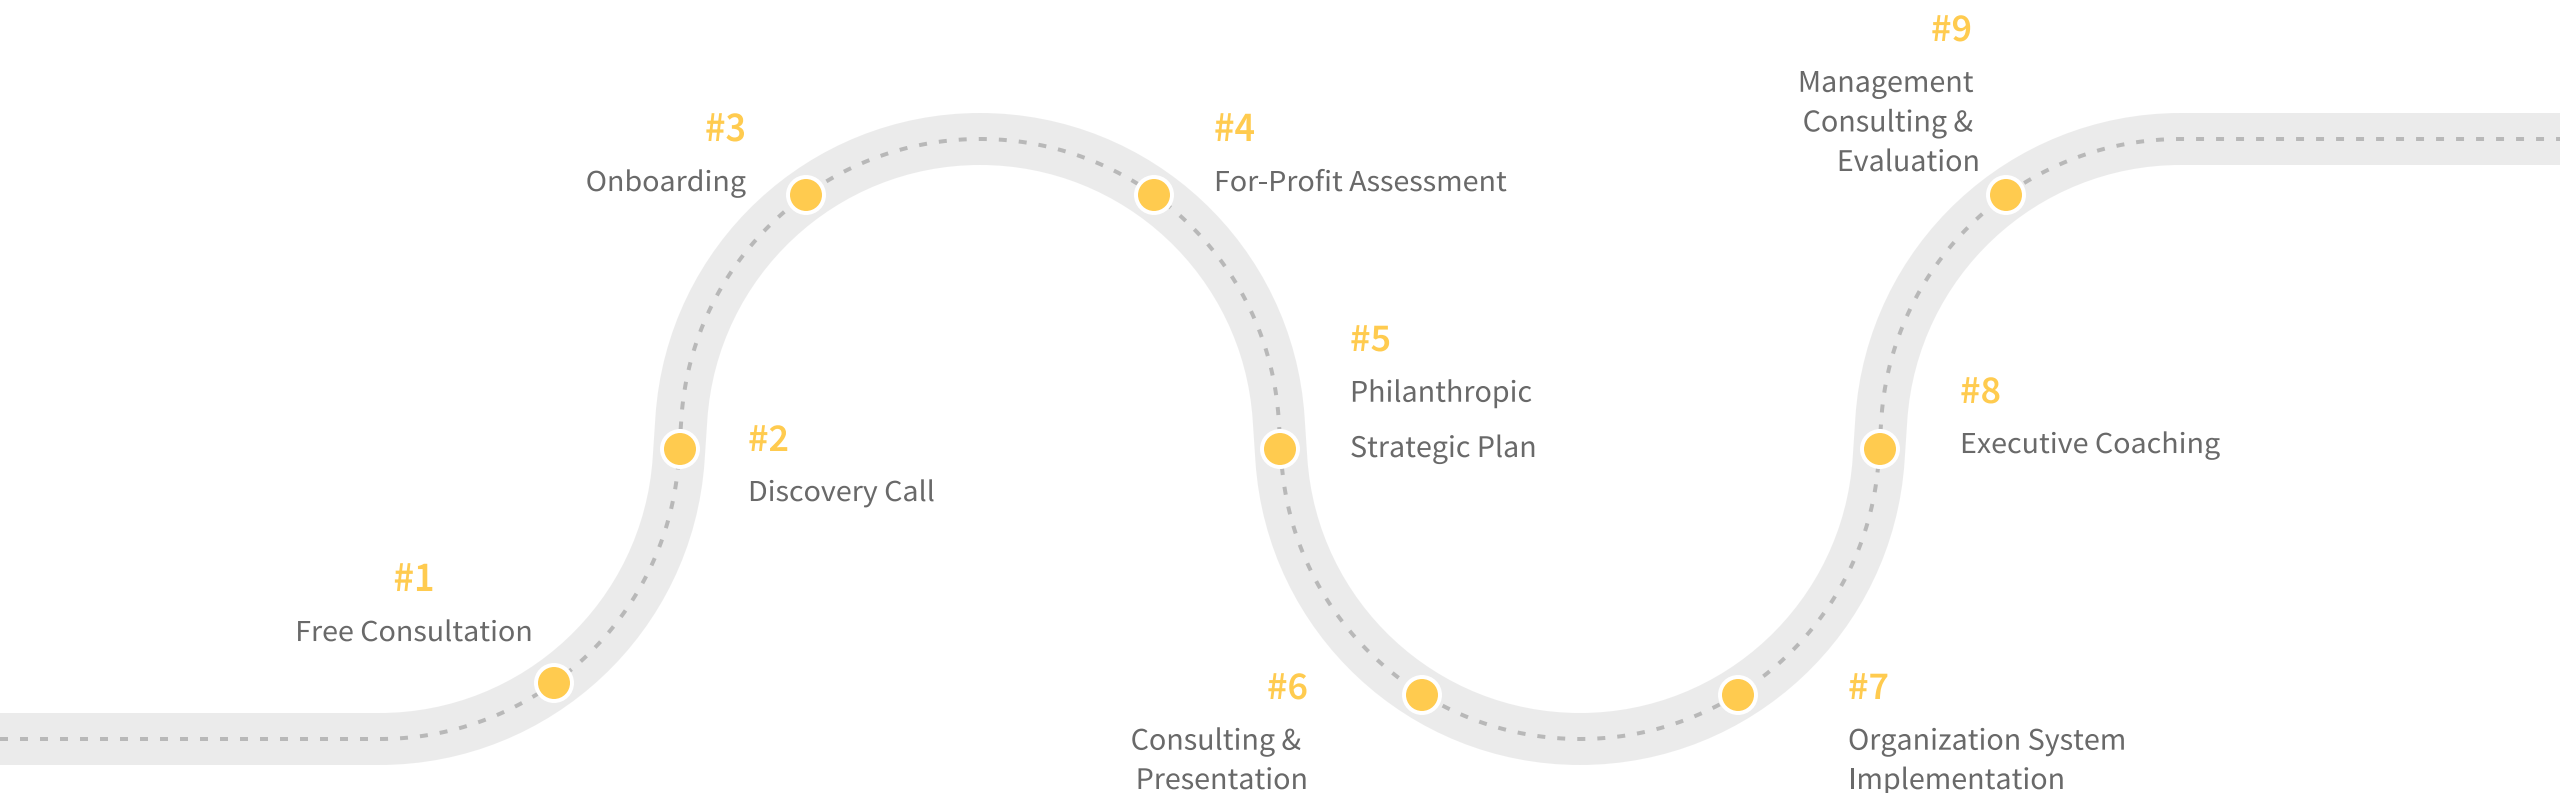 #1
Free Consultation
#2
Discovery Call
#3
Onboarding
#4
For-Profit Assessment
#5
Philanthropic
Strategic Plan
#6
Consulting &
Presentation
#7
Organization System
Implementation
#8
Executive Coaching
#9
Management
Consulting &
Evaluation